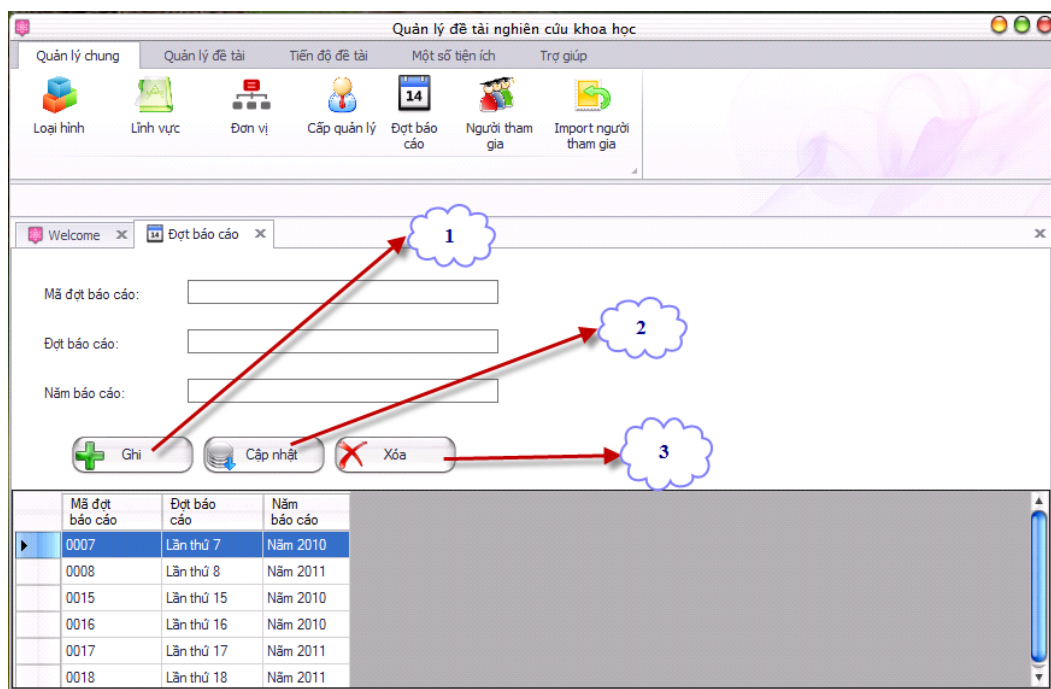 Quản lý đề tài nghiên cứu khoa học
Quản lý chung Quản lý đề tài Tiến độ đề tài Một số tiện ích Trợ giúp
14
Loại hình Lĩnh vực Đơn vị Cấp quản lý Đợt báo Người tham Import người
cáo gia tham gia
Welcome 14 Đợt báo cáo
1
Mã đợt báo cáo:
2
Đợt báo cáo:
Năm báo cáo:
Ghi Cập nhật Xóa 3
Mã đợt Đợt báo Năm
báo cáo cáo báo cáo
0007 Lần thứ 7 Năm 2010
0008 Lần thứ 8 Năm 2011
0015 Lần thứ 15 Năm 2010
0016 Lần thứ 16 Năm 2010
0017 Lần thứ 17 Năm 2011
0018 Lần thứ 18 Năm 2011